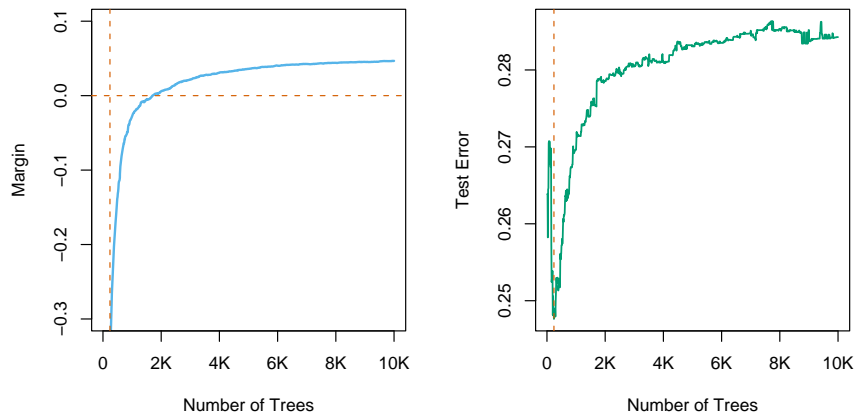 Margin
0.1
0.0
−0.1
−0.2
−0.3
0
2K
4K
6K
8K
10K
Number of Trees
Test Error
0.28
0.27
0.26
0.25
0
2K
4K
6K
8K
10K
Number of Trees